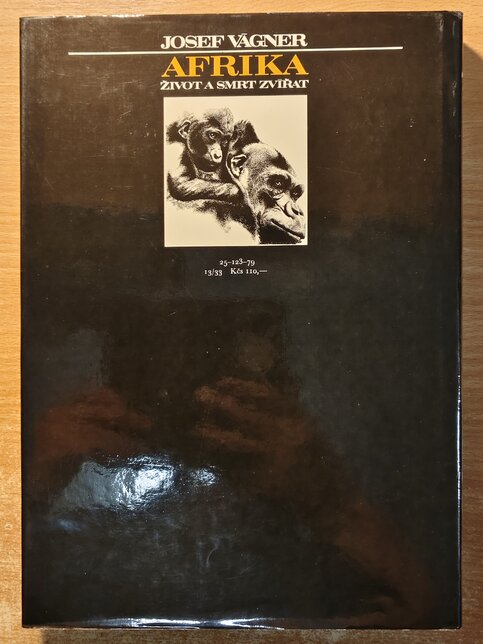 JOSEF VÁGNER
AFRIKA
ŽIVOT A SMRT ZVÍŘAT
25-123-79
13/33 Kčs 110,—